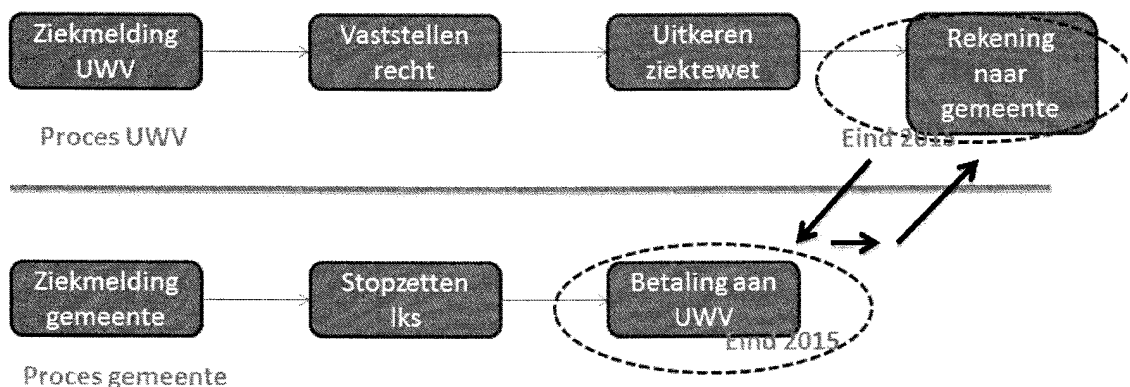 Ziekmelding
UWV
Vaststellen
recht
Uitkeren
ziektewet
Rekening
naar
gemeente
Proces UWV
Eind 2015
Ziekmelding
gemeente
Stopzetten
lks
Betaling aan
UWV
Eind 2015
Proces gemeente